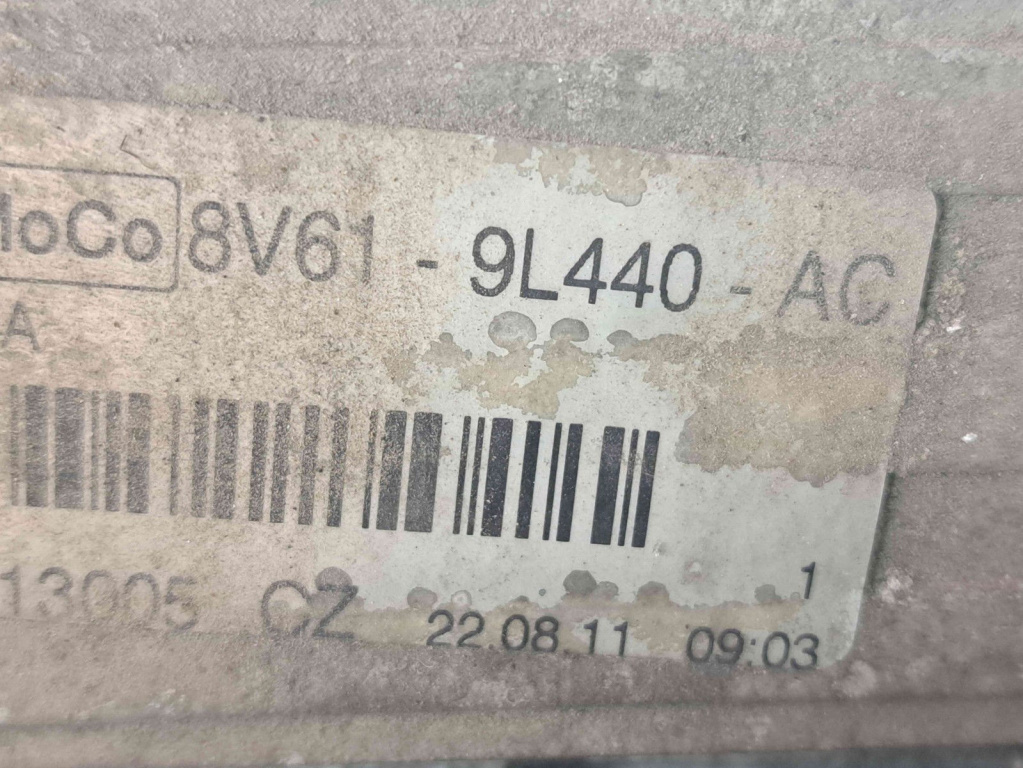 MoCo 8V61 - 9L440 - AC
A
1
13005 CZ 22.08.11 09:03